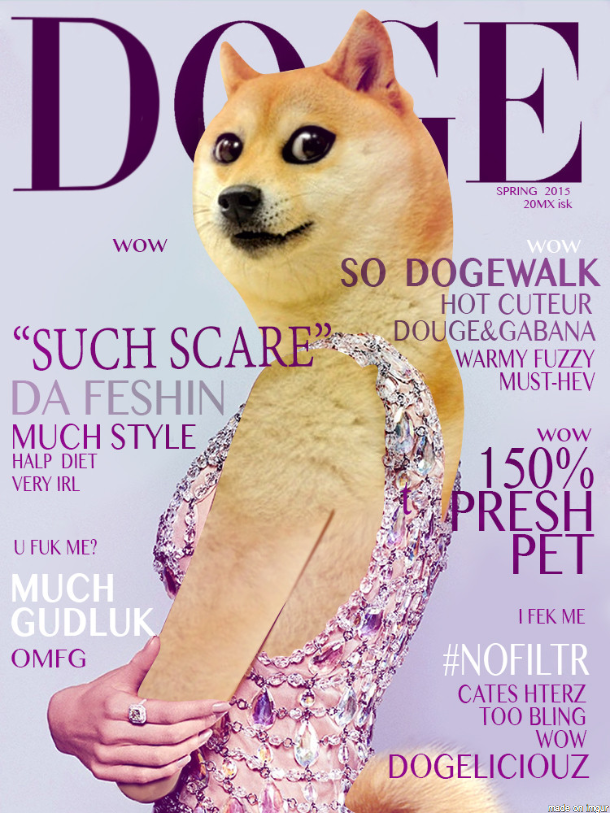 DOGE
SPRING 2015
20MX isk
wow
wow
SO DOGEWALK
HOT CUTEUR
DOUGE&GABANA
WARMY FUZZY
MUST-HEV
“SUCH SCARE”
DA FESHIN
MUCH STYLE
HALP DIET
VERY IRL
wow
150%
t PRESH
PET
U FUK ME?
MUCH
GUDLUK
OMFG
I FEK ME
#NOFILTR
CATES HTERZ
TOO BLING
WOW
DOGELICIOUZ
made on imgur